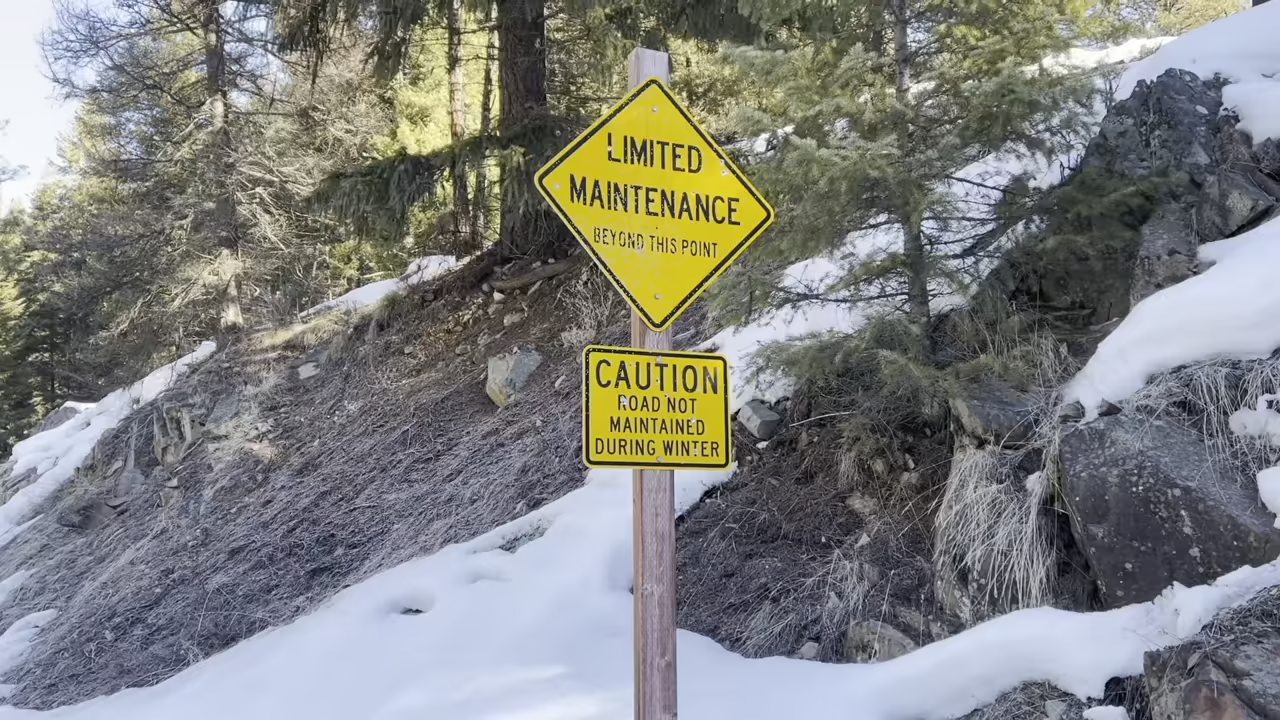 LIMITED
MAINTENANCE
BEYOND THIS POINT
CAUTION
ROAD NOT
MAINTAINED
DURING WINTER